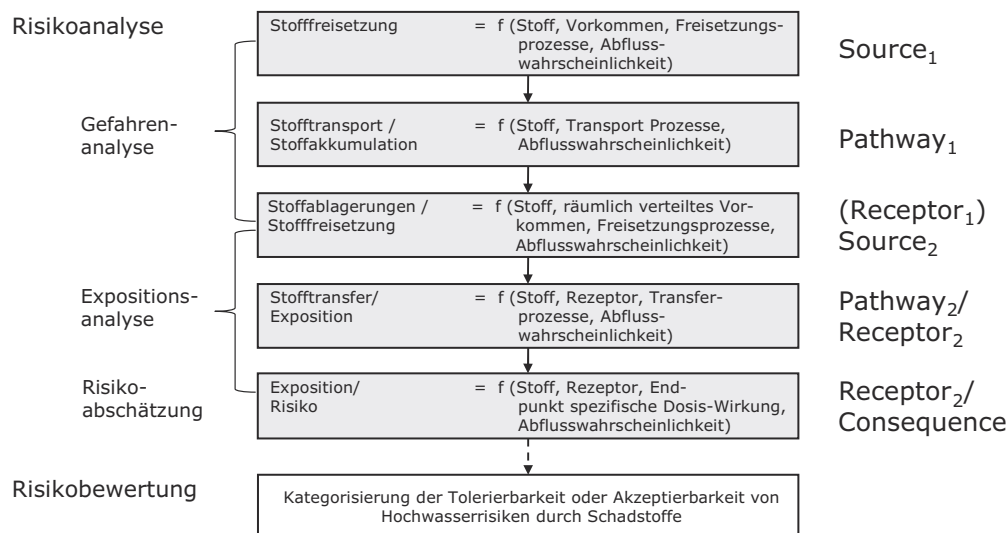 Risikoanalyse
Stofffreisetzung = f (Stoff, Vorkommen, Freisetzungs-
prozesse, Abfluss-
wahrscheinlichkeit)
Source₁
Gefahren-
analyse
Stofftransport / = f (Stoff, Transport Prozesse,
Stoffakkumulation Abflusswahrscheinlichkeit)
Pathway₁
Stoffablagerungen / = f (Stoff, räumlich verteiltes Vor-
Stofffreisetzung kommen, Freisetzungsprozesse,
Abflusswahrscheinlichkeit)
(Receptor₁)
Source₂
Expositions-
analyse
Stofftransfer/ = f (Stoff, Rezeptor, Transfer-
Exposition prozesse, Abfluss-
wahrscheinlichkeit)
Pathway₂/
Receptor₂
Risiko-
abschätzung
Exposition/ = f (Stoff, Rezeptor, End-
Risiko punkt spezifische Dosis-Wirkung,
Abflusswahrscheinlichkeit)
Receptor₂/
Consequence
Risikobewertung
Kategorisierung der Tolerierbarkeit oder Akzeptierbarkeit von
Hochwasserrisiken durch Schadstoffe